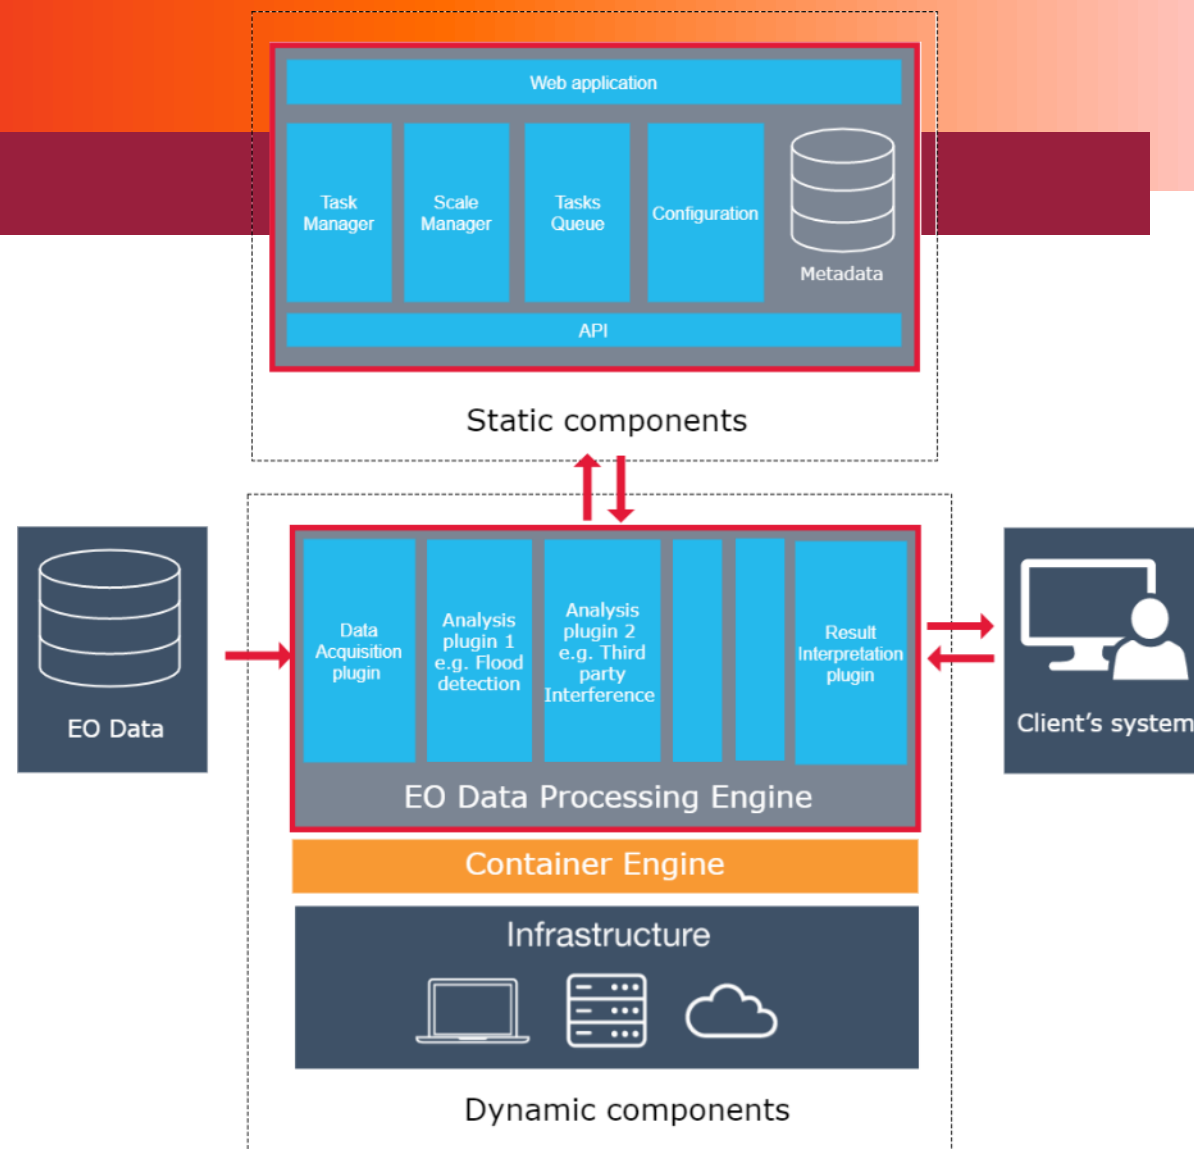 Web application
Task
Manager
Scale
Manager
Tasks
Queue
Configuration
Metadata
API
Static components
EO Data
Data
Acquisition
plugin
Analysis
plugin 1
e.g. Flood
detection
Analysis
plugin 2
e.g. Third
party
Interference
Result
Interpretation
plugin
EO Data Processing Engine
Client's system
Container Engine
Infrastructure
Dynamic components